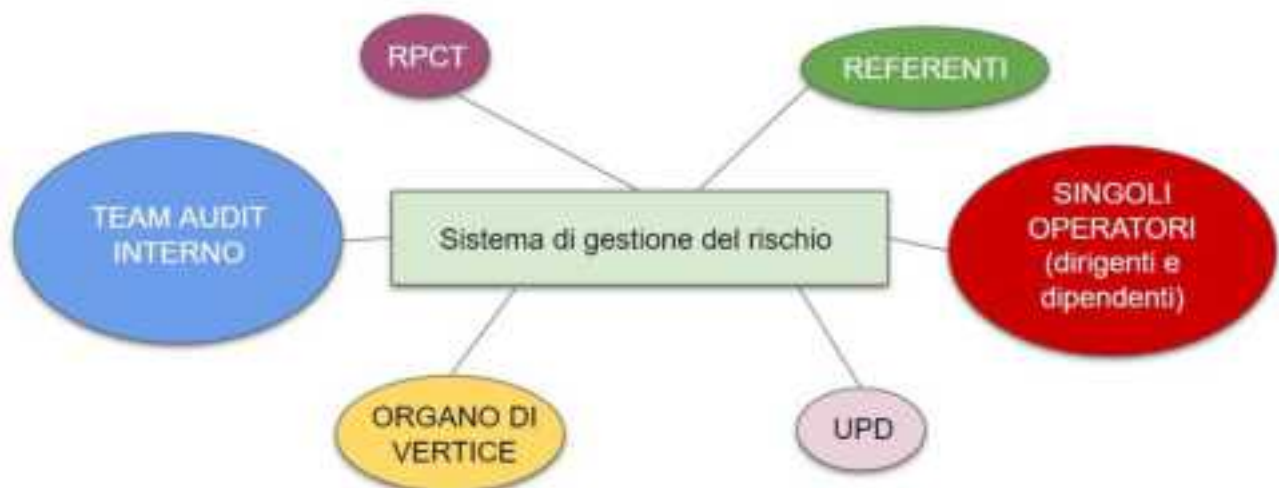 RPCT
REFERENTI
TEAM AUDIT
INTERNO
Sistema di gestione del rischio
SINGOLI
OPERATORI
(dirigenti e
dipendenti)
ORGANO DI
VERTICE
UPD